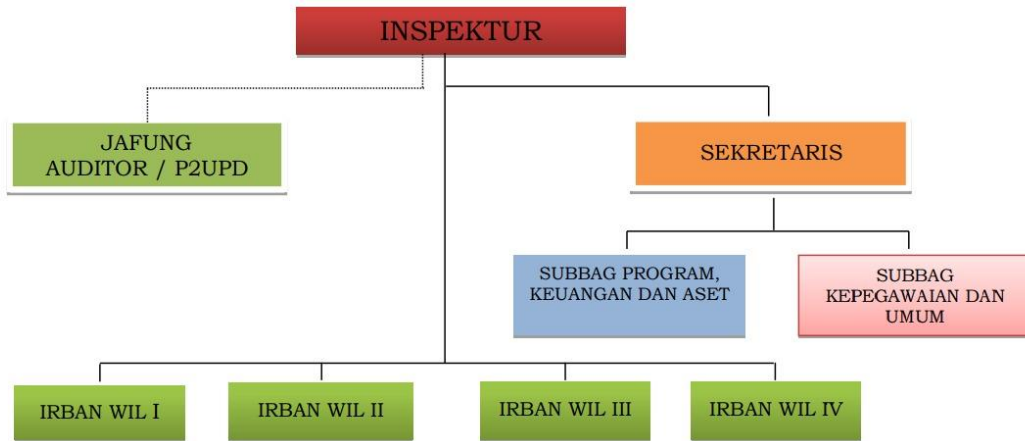 INSPEKTUR
JAFUNG
AUDITOR / P2UPD
SEKRETARIS
SUBBAG PROGRAM,
KEUANGAN DAN ASET
SUBBAG
KEPEGAWAIAN DAN
UMUM
IRBAN WIL I
IRBAN WIL II
IRBAN WIL III
IRBAN WIL IV